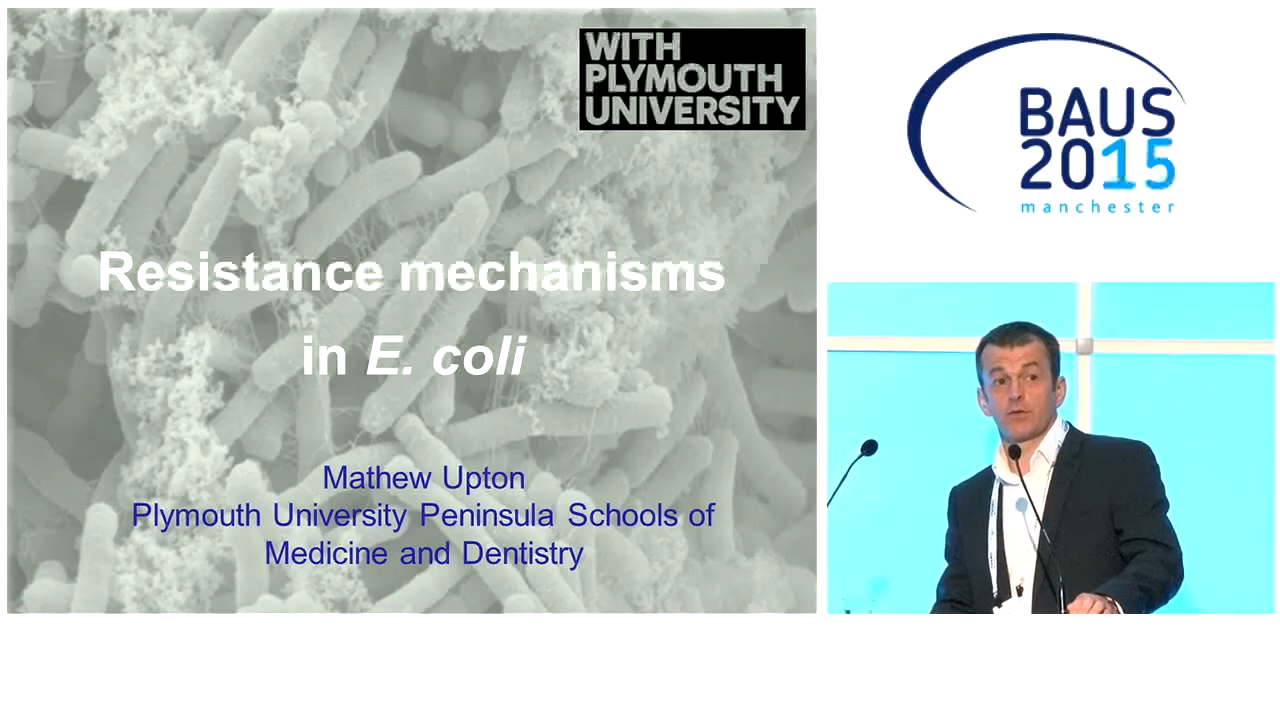 WITH
PLYMOUTH
UNIVERSITY
Resistance mechanisms
in E. coli
Mathew Upton
Plymouth University Peninsula Schools of
Medicine and Dentistry
BAUS
2015
manchester